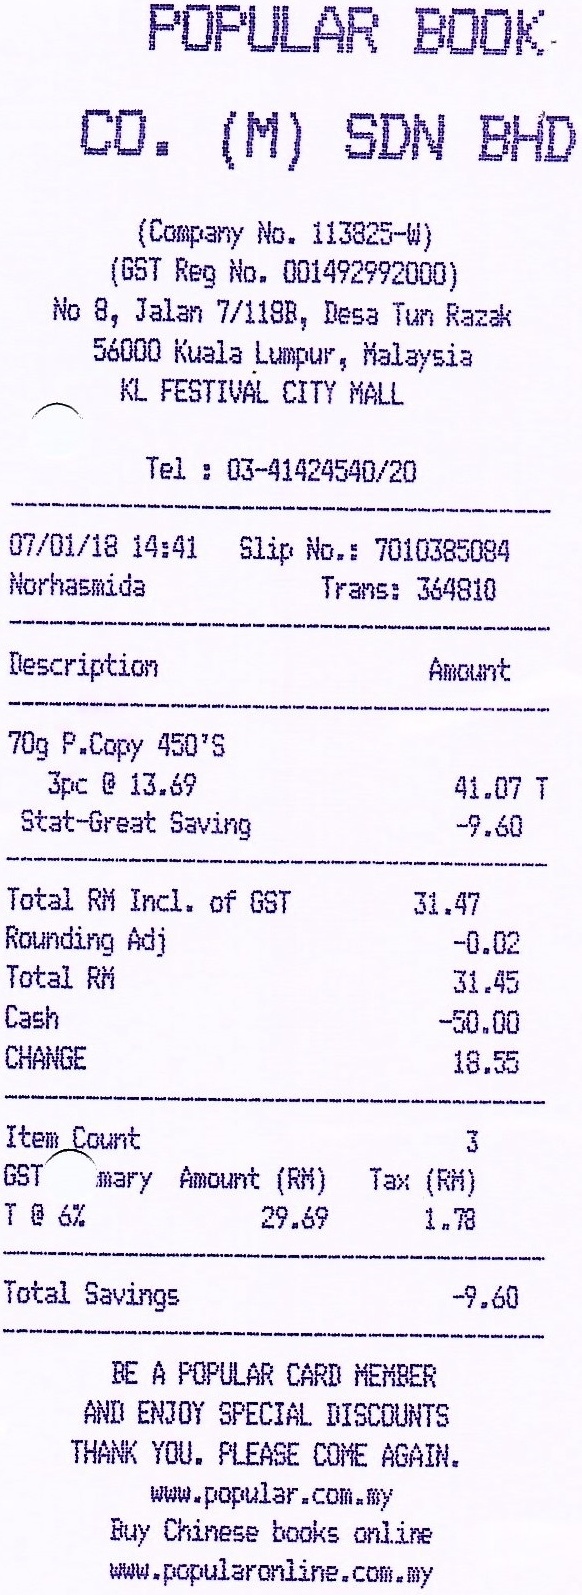 POPULAR BOOK
CO. (M) SDN BHD
(Company No. 113825-W)
(GST Reg No. 001492992000)
No 8, Jalan 7/118B, Desa Tun Razak
56000 Kuala Lumpur, Malaysia
KL FESTIVAL CITY MALL
Tel : 03-41424540/20
07/01/18 14:41 Slip No.: 7010385084
Norhasmida Trans: 364810
Description Amount
70g P.Copy 450'S
3pc @ 13.69 41.07 T
Stat-Great Saving -9.60
Total RM Incl. of GST 31.47
Rounding Adj -0.02
Total RM 31.45
Cash -50.00
CHANGE 18.55
Item Count 3
GST mary Amount (RM) Tax (RM)
T @ 6% 29.69 1.78
Total Savings -9.60
BE A POPULAR CARD MEMBER
AND ENJOY SPECIAL DISCOUNTS
THANK YOU. PLEASE COME AGAIN.
www.popular.com.my
Buy Chinese books online
www.popularonline.com.my